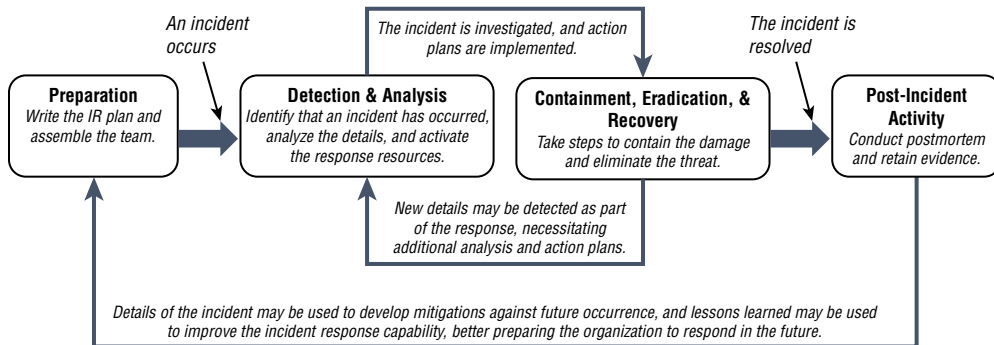 An incident
occurs
The incident is investigated, and action
plans are implemented.
The incident is
resolved
Preparation
Write the IR plan and
assemble the team.
Detection & Analysis
Identify that an incident has occurred,
analyze the details, and activate
the response resources.
Containment, Eradication, &
Recovery
Take steps to contain the damage
and eliminate the threat.
Post-Incident
Activity
Conduct postmortem
and retain evidence.
New details may be detected as part
of the response, necessitating
additional analysis and action plans.
Details of the incident may be used to develop mitigations against future occurrence, and lessons learned may be used
to improve the incident response capability, better preparing the organization to respond in the future.